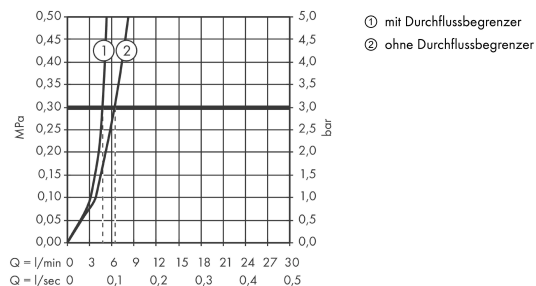 0,50 5,0
0,45 4,5
0,40 4,0
0,35 3,5
0,30 3,0
0,25 2,5
0,20 2,0
0,15 1,5
0,10 1,0
0,05 0,5
0,00 0,0
MPa
bar
1 2
Q = l/min 0 3 6 9 12 15 18 21 24 27 30
Q = l/sec 0 0,1 0,2 0,3 0,4 0,5
① mit Durchflussbegrenzer
② ohne Durchflussbegrenzer